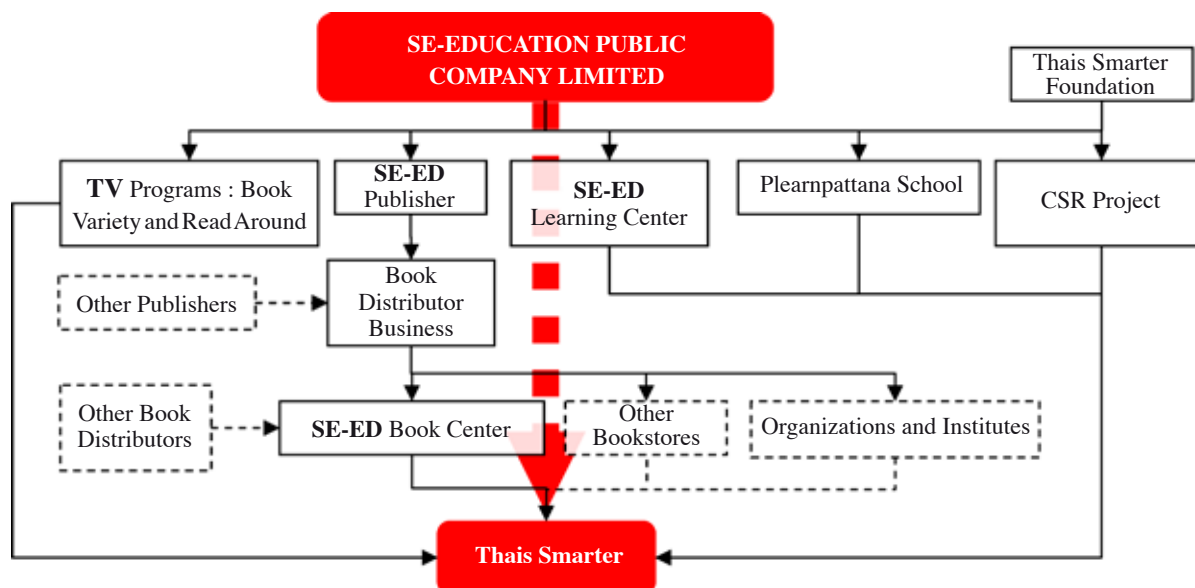 SE-EDUCATION PUBLIC
COMPANY LIMITED
Thais Smarter
Foundation
TV Programs : Book
Variety and Read Around
SE-ED
Publisher
SE-ED
Learning Center
Plearnpattana School
CSR Project
Other Publishers
Book
Distributor
Business
Other Book
Distributors
SE-ED Book Center
Other
Bookstores
Organizations and Institutes
Thais Smarter